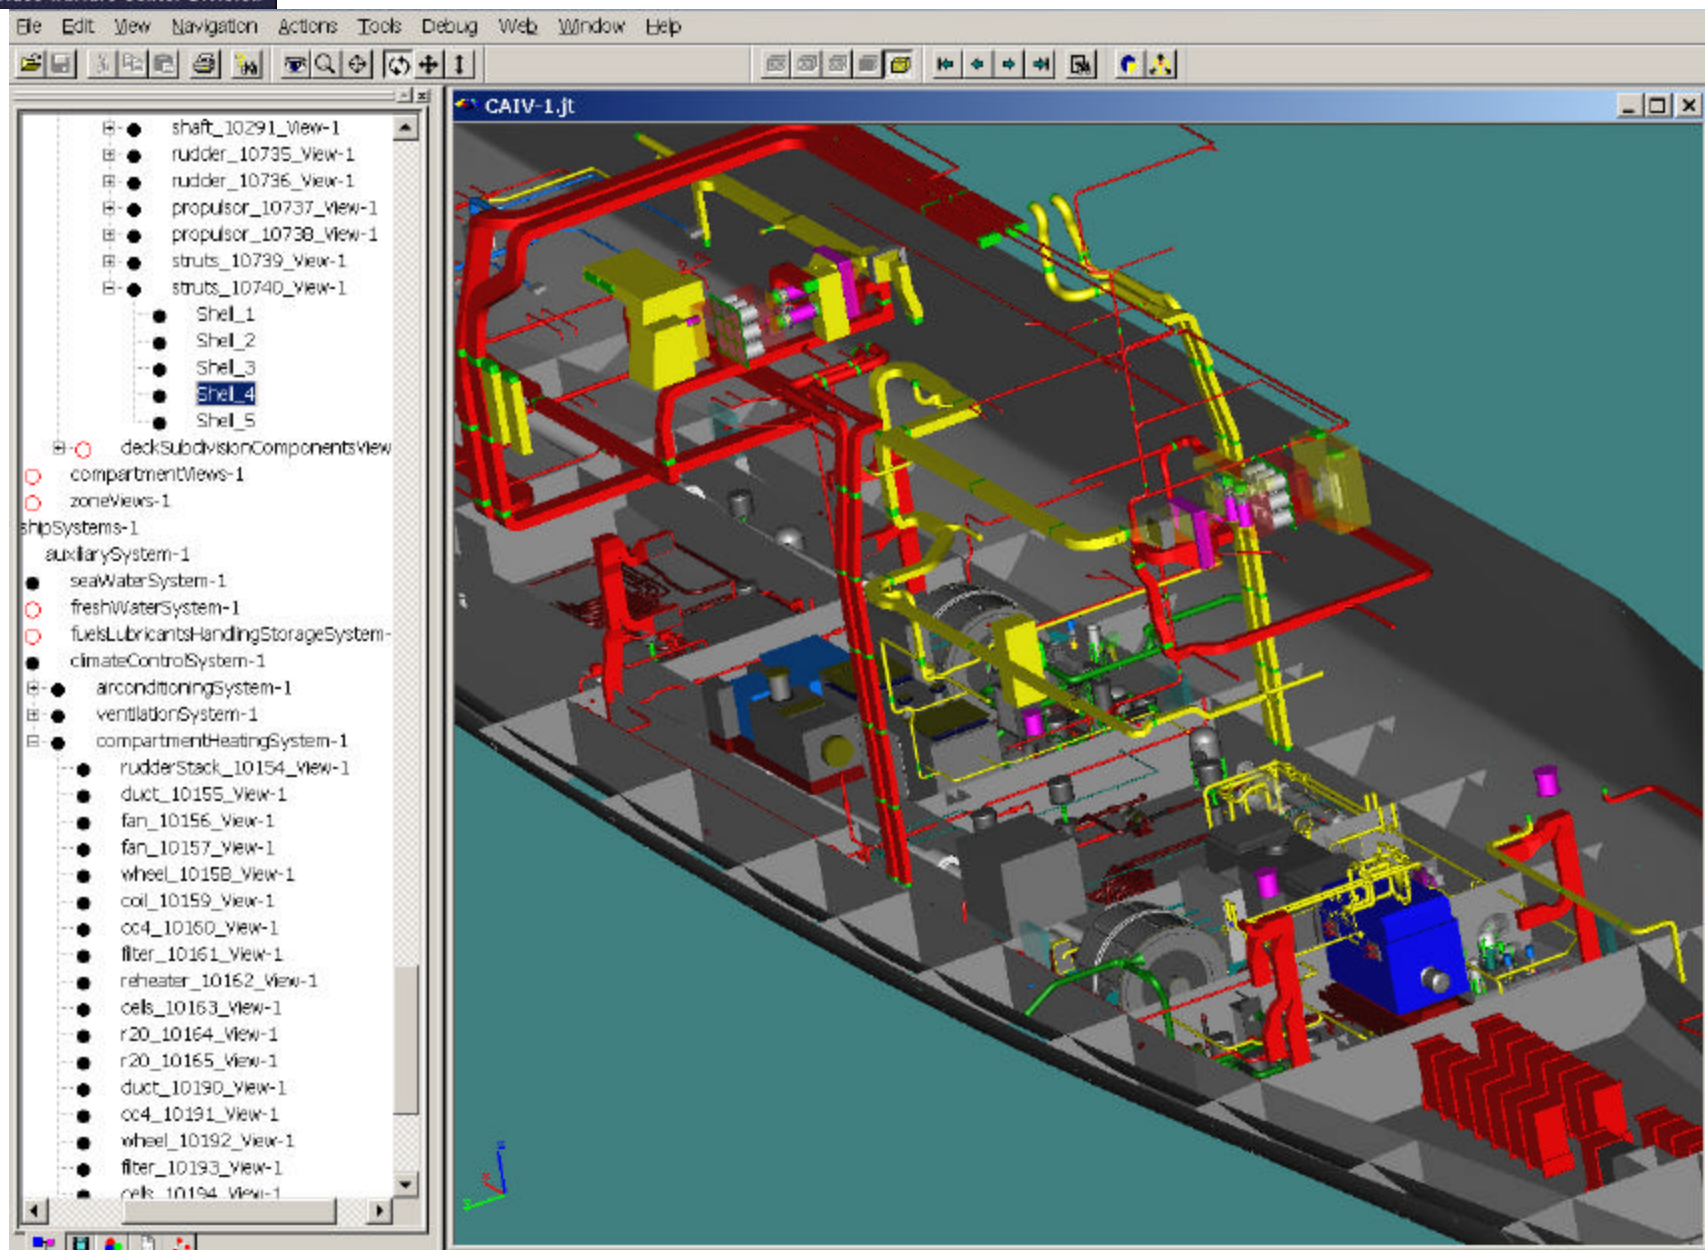 File Edit View Navigation Actions Tools Debug Web Window Help
CAIV-1.jt
shaft_10291_View-1
rudder_10735_View-1
rudder_10736_View-1
propulsor_10737_View-1
propulsor_10738_View-1
struts_10739_View-1
struts_10740_View-1
Shell_1
Shell_2
Shell_3
Shell_4
Shell_5
deckSubdivisionComponentsView
compartmentViews-1
zoneViews-1
shipSystems-1
auxiliarySystem-1
seaWaterSystem-1
freshWaterSystem-1
fuelsLubricantsHandlingStorageSystem-
climateControlSystem-1
airconditioningSystem-1
ventilationSystem-1
compartmentHeatingSystem-1
rudderStack_10154_View-1
duct_10155_View-1
fan_10156_View-1
fan_10157_View-1
wheel_10158_View-1
coil_10159_View-1
cc4_10160_View-1
filter_10161_View-1
reheater_10162_View-1
cells_10163_View-1
r20_10164_View-1
r20_10165_View-1
duct_10190_View-1
cc4_10191_View-1
wheel_10192_View-1
filter_10193_View-1
cells_10194_View-1